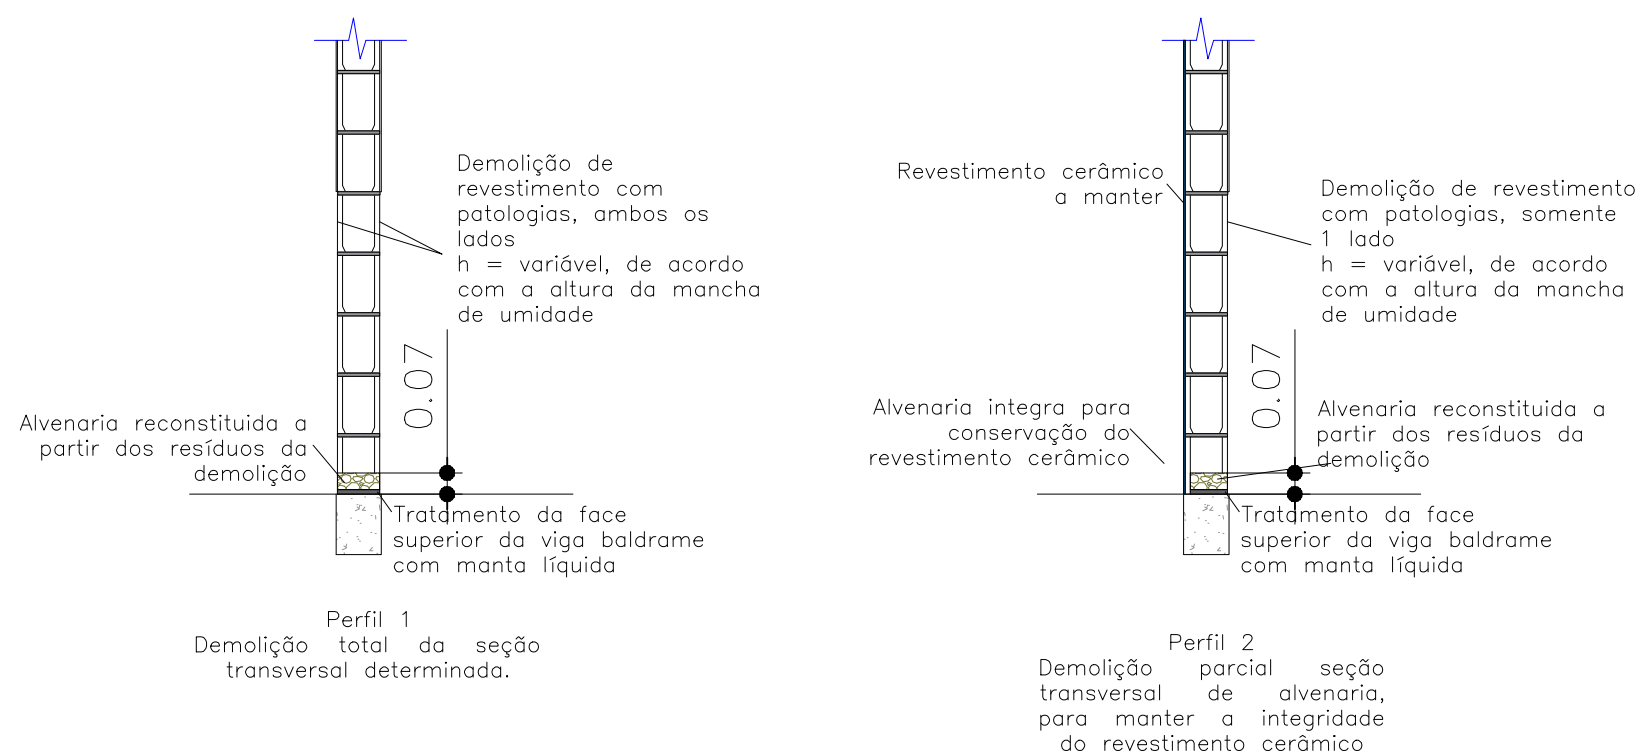 Demolição de
revestimento com
patologias, ambos os
lados
h = variável, de acordo
com a altura da mancha
de umidade
0.07
Alvenaria reconstituida a
partir dos resíduos da
demolição
Tratamento da face
superior da viga baldrame
com manta líquida
Perfil 1
Demolição total da seção
transversal determinada.
Revestimento cerâmico
a manter
Demolição de revestimento
com patologias, somente
1 lado
h = variável, de acordo
com a altura da mancha
de umidade
0.07
Alvenaria integra para
conservação do
revestimento cerâmico
Alvenaria reconstituida a
partir dos resíduos da
demolição
Tratamento da face
superior da viga baldrame
com manta líquida
Perfil 2
Demolição parcial seção
transversal de alvenaria,
para manter a integridade
do revestimento cerâmico